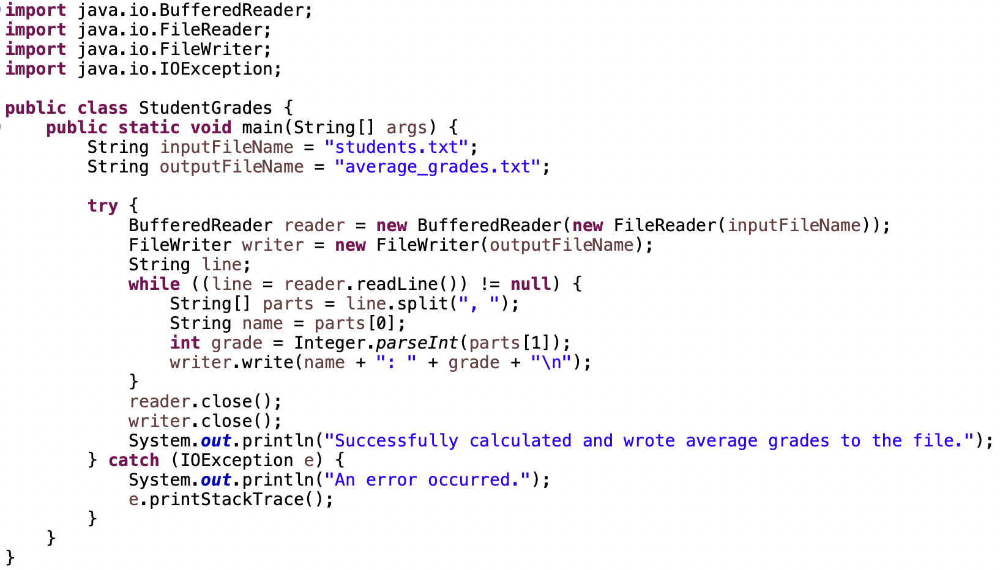 import java.io.BufferedReader;
import java.io.FileReader;
import java.io.FileWriter;
import java.io.IOException;

public class StudentGrades {
    public static void main(String[] args) {
        String inputFileName = "students.txt";
        String outputFileName = "average_grades.txt";

        try {
            BufferedReader reader = new BufferedReader(new FileReader(inputFileName));
            FileWriter writer = new FileWriter(outputFileName);
            String line;
            while ((line = reader.readLine()) != null) {
                String[] parts = line.split(", ");
                String name = parts[0];
                int grade = Integer.parseInt(parts[1]);
                writer.write(name + ": " + grade + "\n");
            }
            reader.close();
            writer.close();
            System.out.println("Successfully calculated and wrote average grades to the file.");
        } catch (IOException e) {
            System.out.println("An error occurred.");
            e.printStackTrace();
        }
    }
}